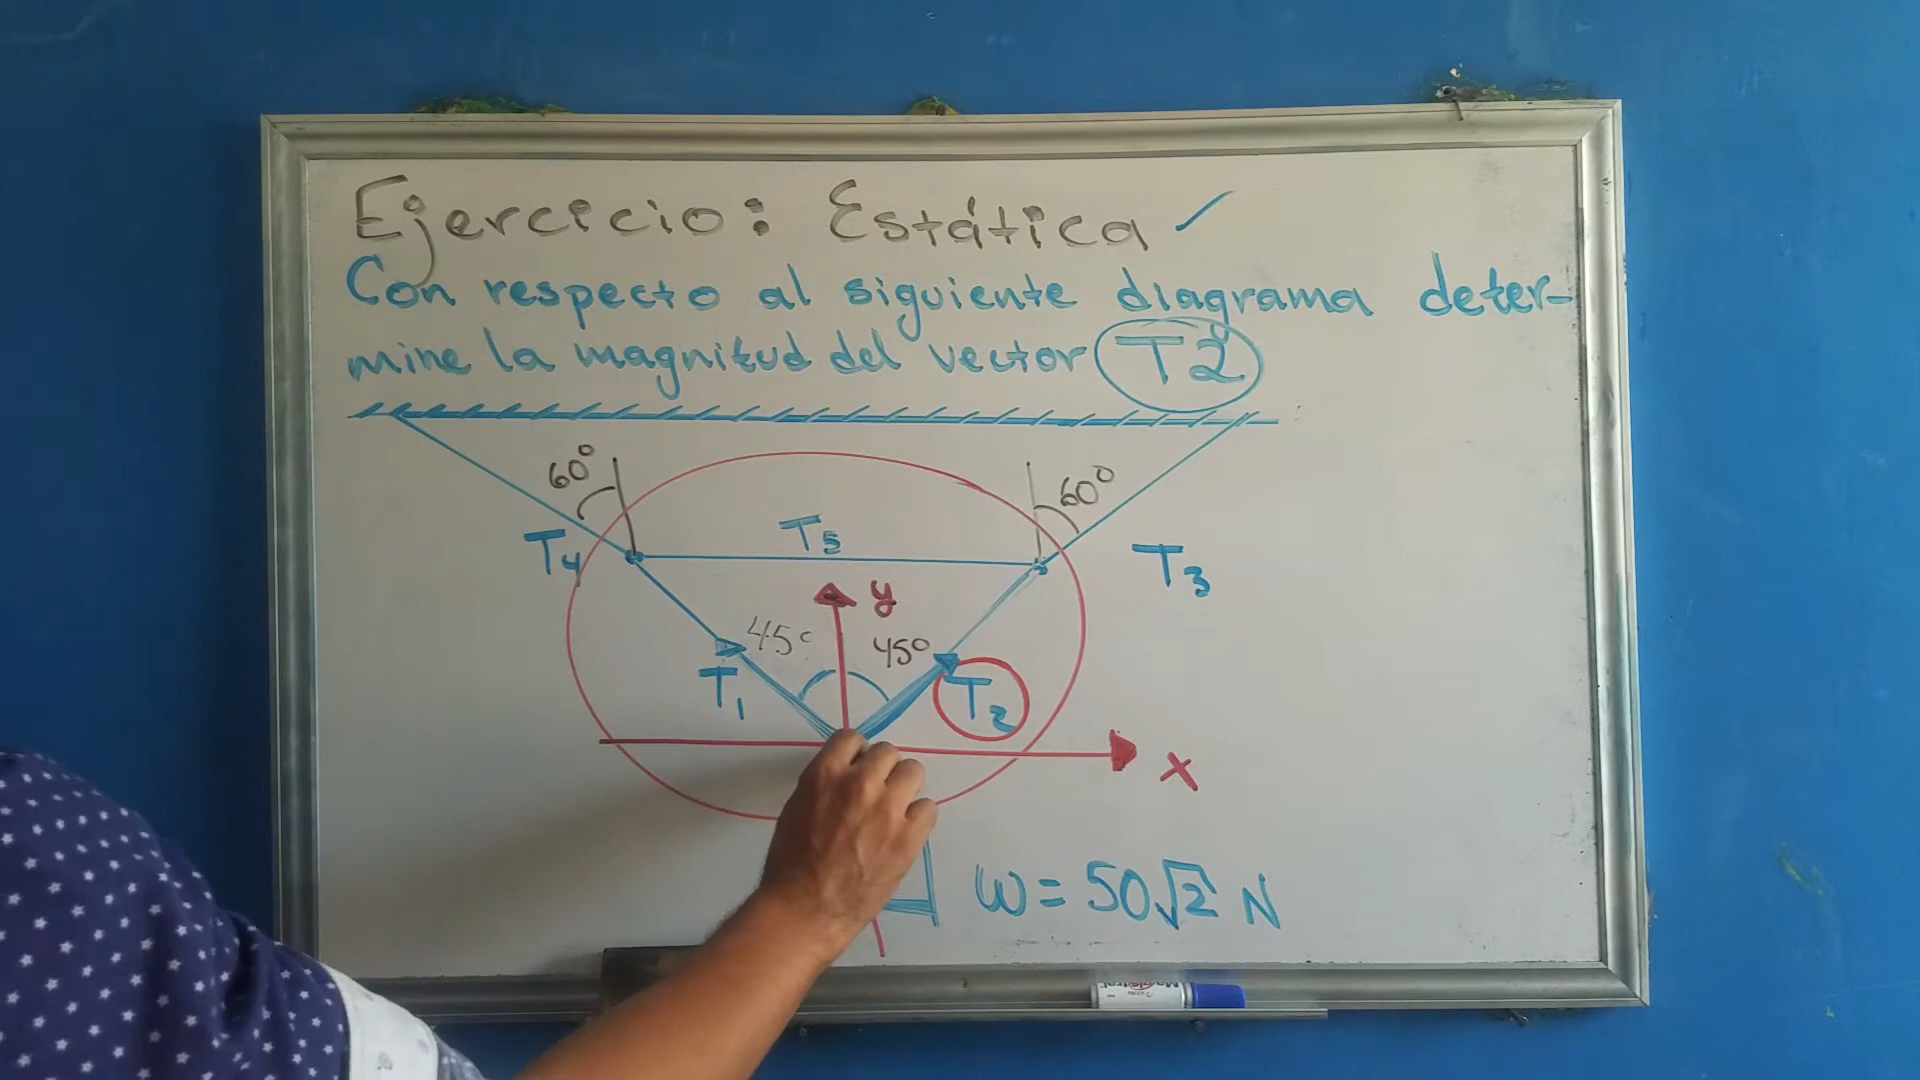 Ejercicio: Estática
Con respecto al siguiente diagrama deter-
mine la magnitud del vector T2
60° 60°
T4 T5 T3
y
45° 45°
T1 T2
x
w = 50√2 N